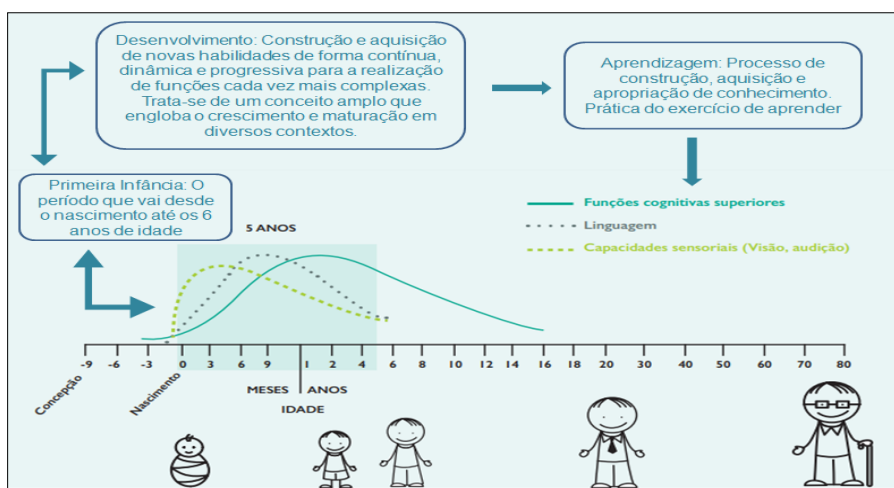 Desenvolvimento: Construção e aquisição
de novas habilidades de forma contínua,
dinâmica e progressiva para a realização
de funções cada vez mais complexas.
Trata-se de um conceito amplo que
engloba o crescimento e maturação em
diversos contextos.
Aprendizagem: Processo de
construção, aquisição e
apropriação de conhecimento.
Prática do exercício de aprender
Primeira Infância: O
período que vai desde
o nascimento até os 6
anos de idade
5 ANOS
Funções cognitivas superiores
Linguagem
Capacidades sensoriais (Visão, audição)
-9 -6 -3 0 3 6 9 1 2 4 6 8 10 12 14 16 18 20 30 40 50 60 70 80
Concepção
Nascimento
MESES ANOS
IDADE